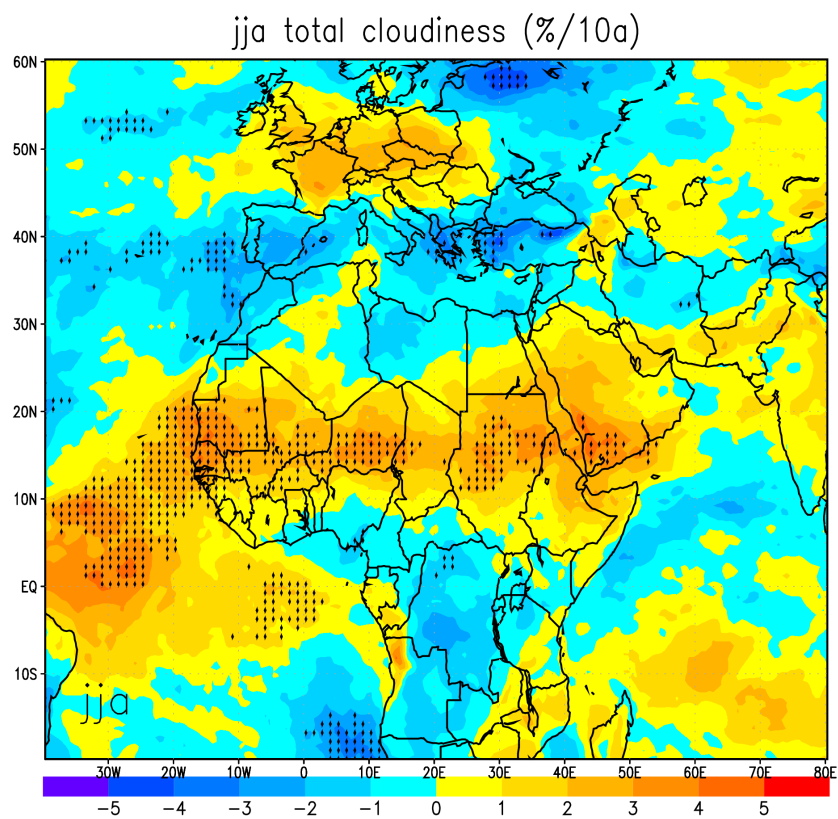 jja total cloudiness (%/10a)
60N
50N
40N
30N
20N
10N
EQ
10S
jja
30W 20W 10W 0 10E 20E 30E 40E 50E 60E 70E 80E
−5 −4 −3 −2 −1 0 1 2 3 4 5